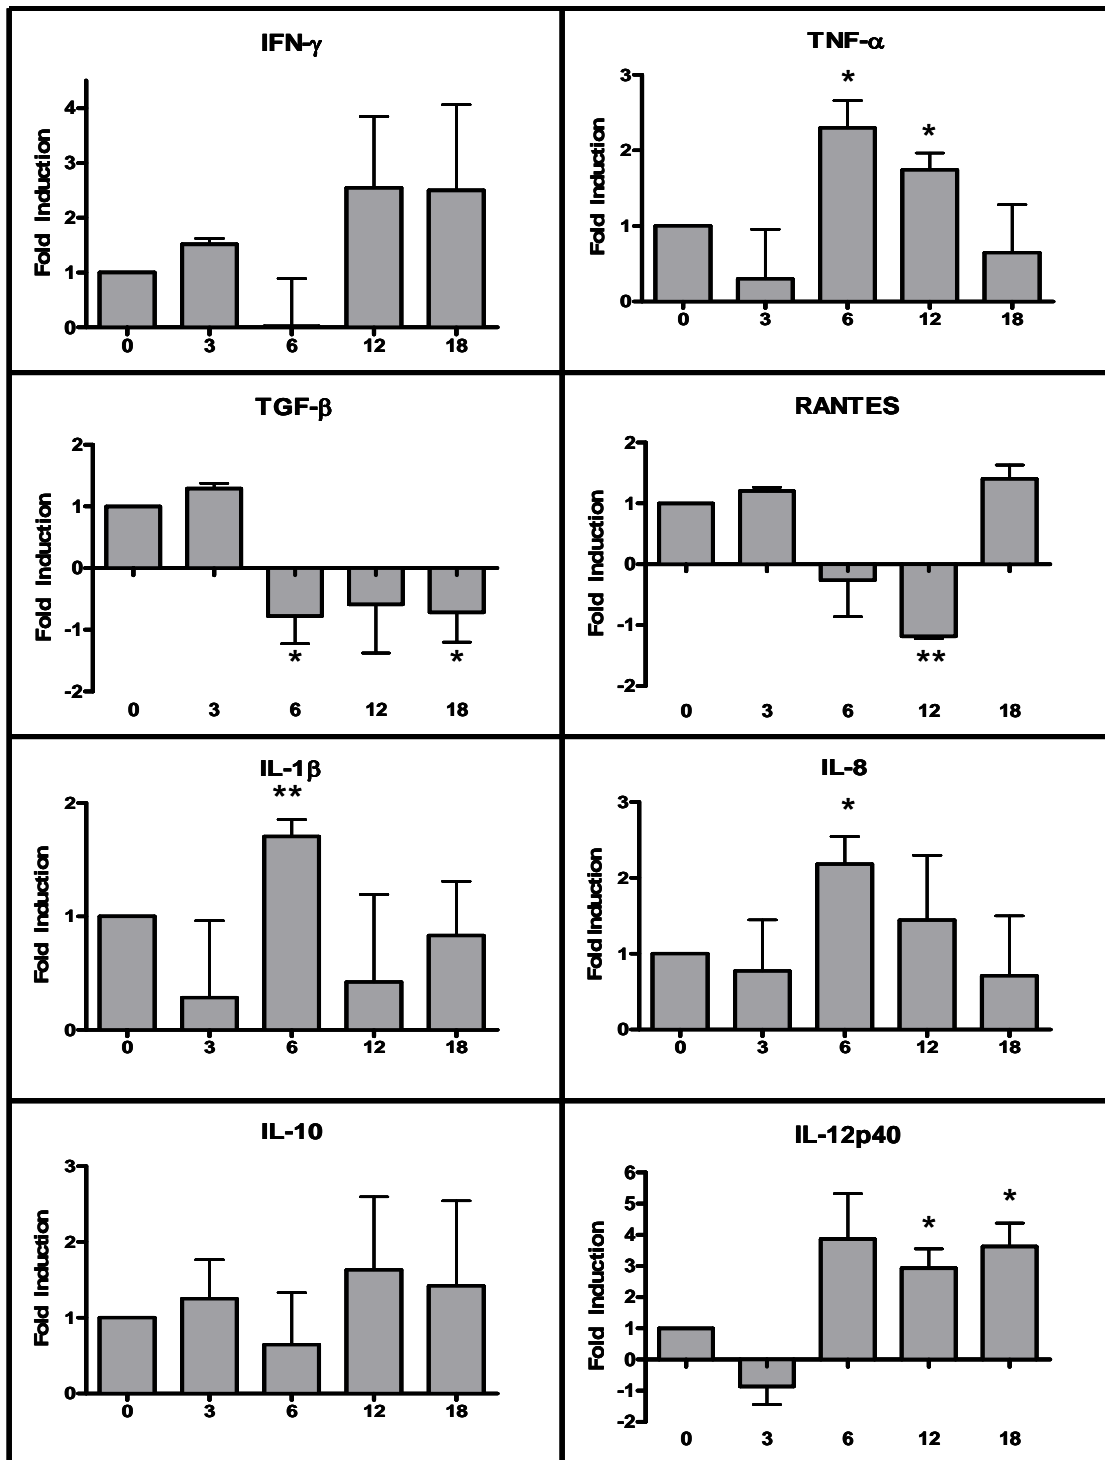 IFN-γ
4
3
2
1
0
Fold Induction
0 3 6 12 18
TNF-α
3
2
1
0
Fold Induction
* *
0 3 6 12 18
TGF-β
2
1
0
-1
-2
Fold Induction
* *
0 3 6 12 18
RANTES
2
1
0
-1
-2
Fold Induction
**
0 3 6 12 18
IL-1β
**
2
1
0
Fold Induction
0 3 6 12 18
IL-8
3
2
1
0
Fold Induction
*
0 3 6 12 18
IL-10
3
2
1
0
Fold Induction
0 3 6 12 18
IL-12p40
6
5
4
3
2
1
0
-1
-2
Fold Induction
* *
0 3 6 12 18